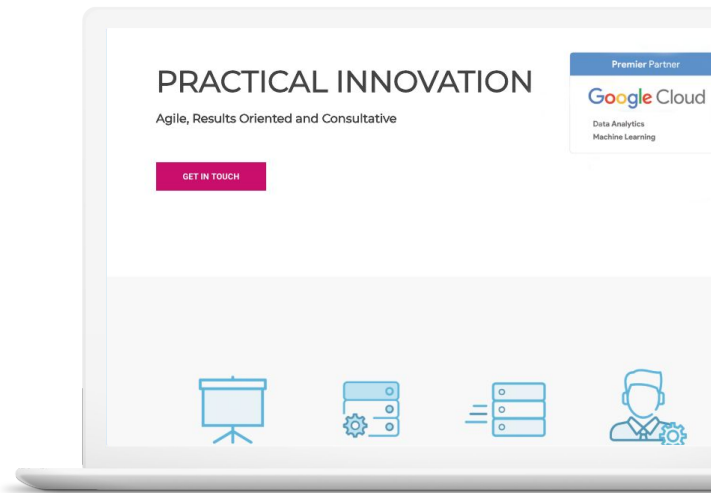 PRACTICAL INNOVATION
Agile, Results Oriented and Consultative
GET IN TOUCH
Premier Partner
Google Cloud
Data Analytics
Machine Learning